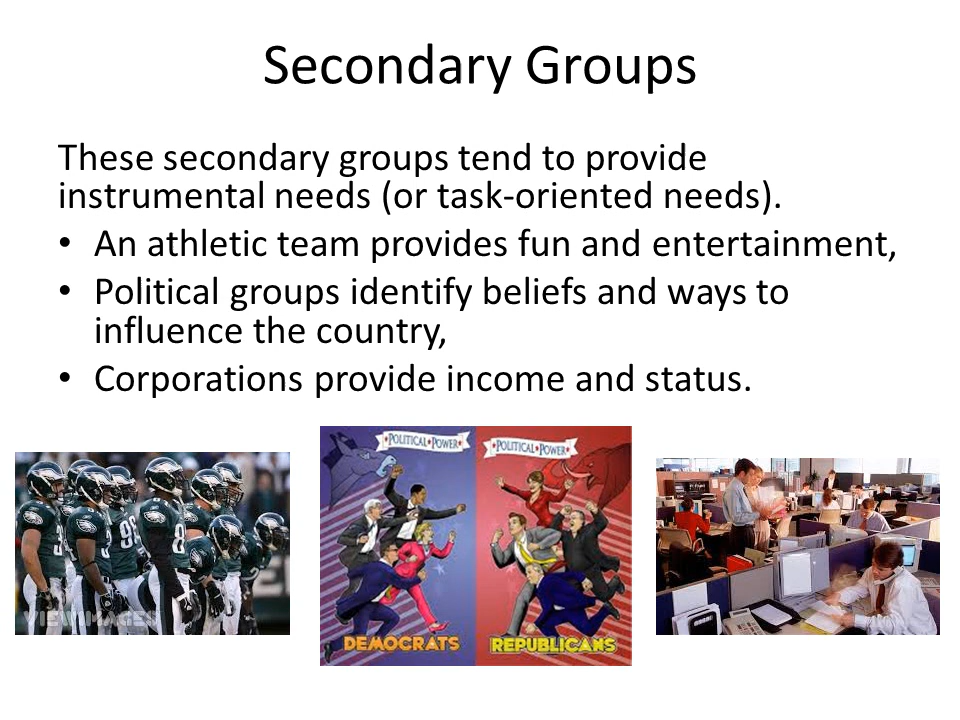 Secondary Groups
These secondary groups tend to provide
instrumental needs (or task-oriented needs).
• An athletic team provides fun and entertainment,
• Political groups identify beliefs and ways to
influence the country,
• Corporations provide income and status.
POLITICAL POWER
POLITICAL POWER
VIEWIMAGES
DEMOCRATS
REPUBLICANS